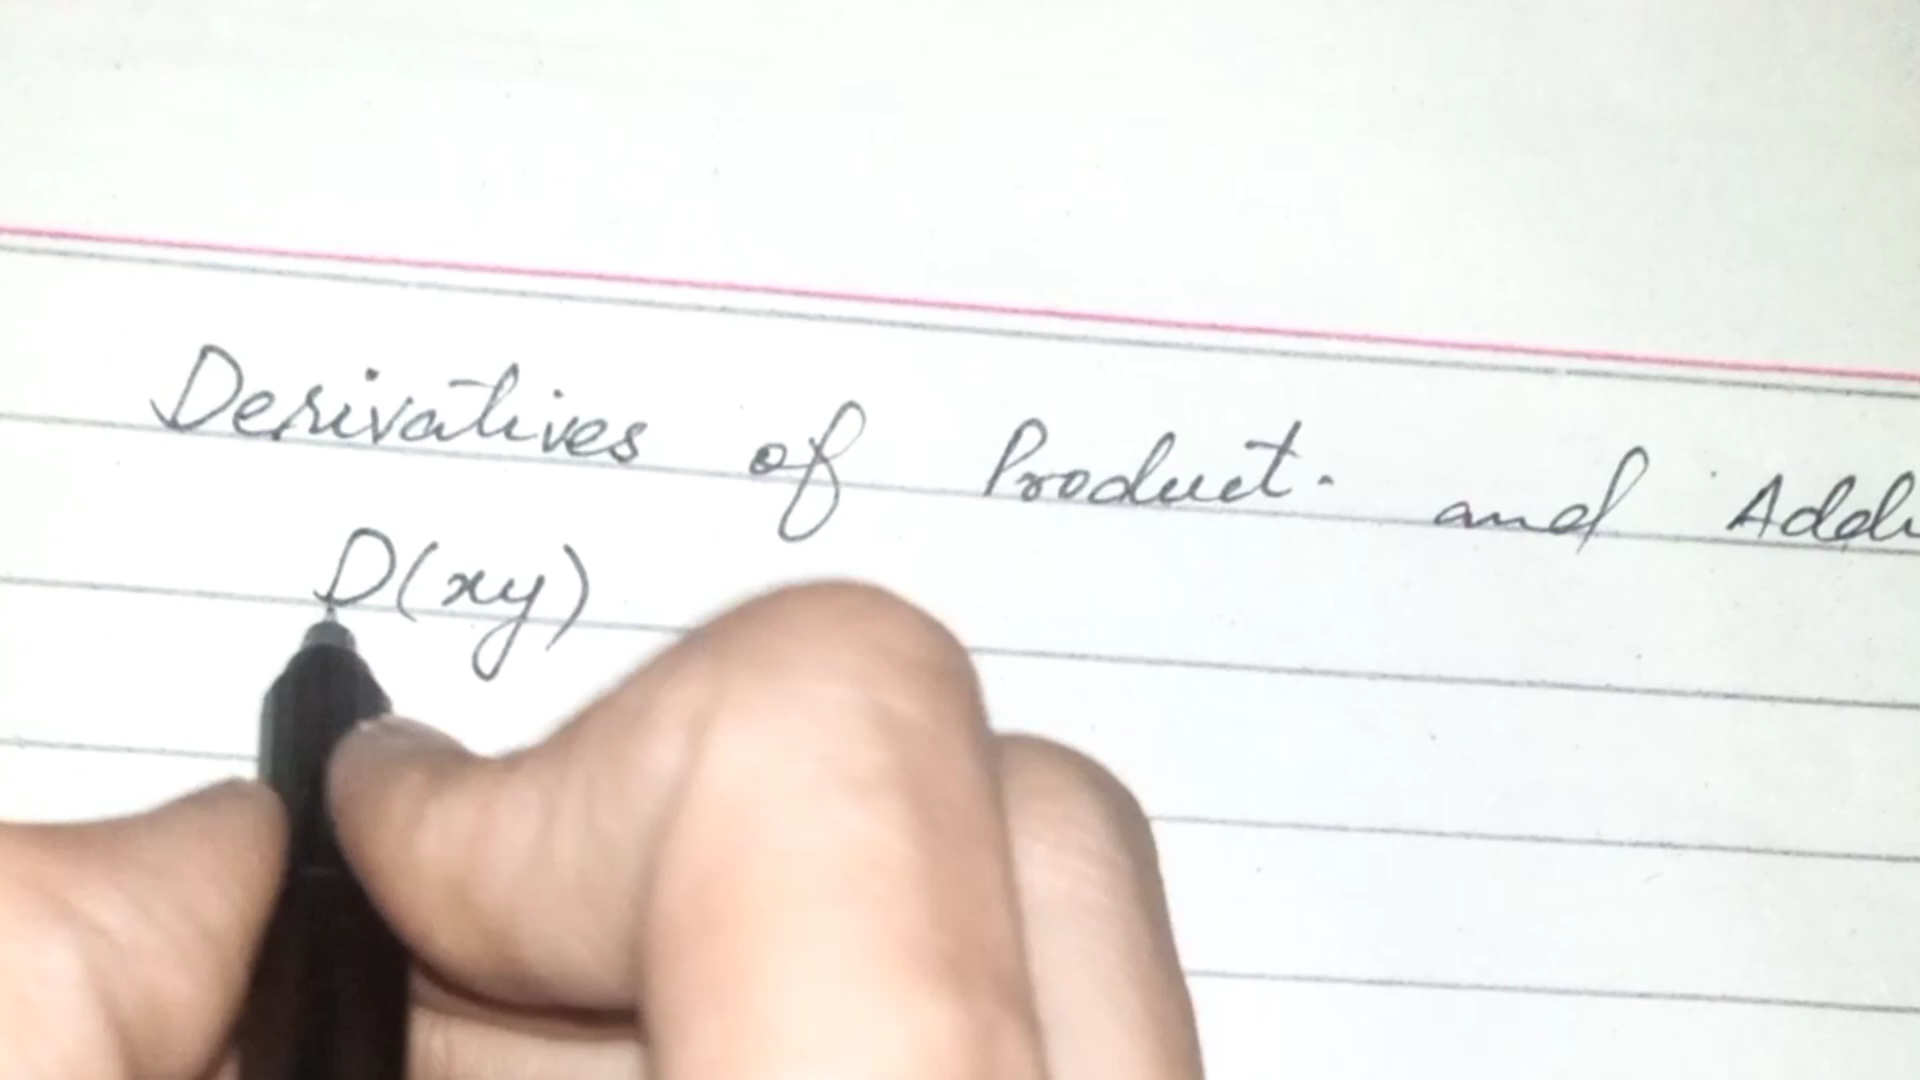 Derivatives of Product. and
D(xy)